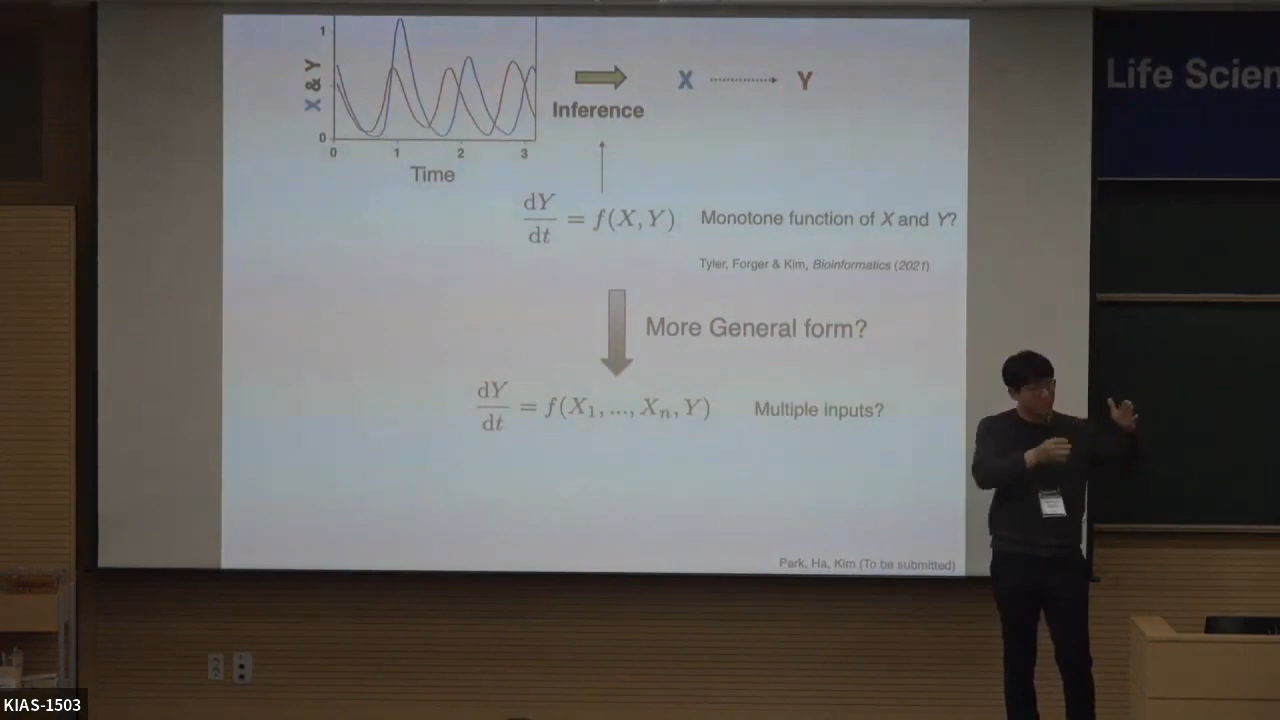 1
X & Y
0
0 1 2 3
Time
Inference
X Y
dY/dt = f(X, Y) Monotone function of X and Y?
Tyler, Forger & Kim, Bioinformatics (2021)
More General form?
dY/dt = f(X₁, ..., Xₙ, Y) Multiple inputs?
Park, Ha, Kim (To be submitted)
Life Scien
KIAS-1503